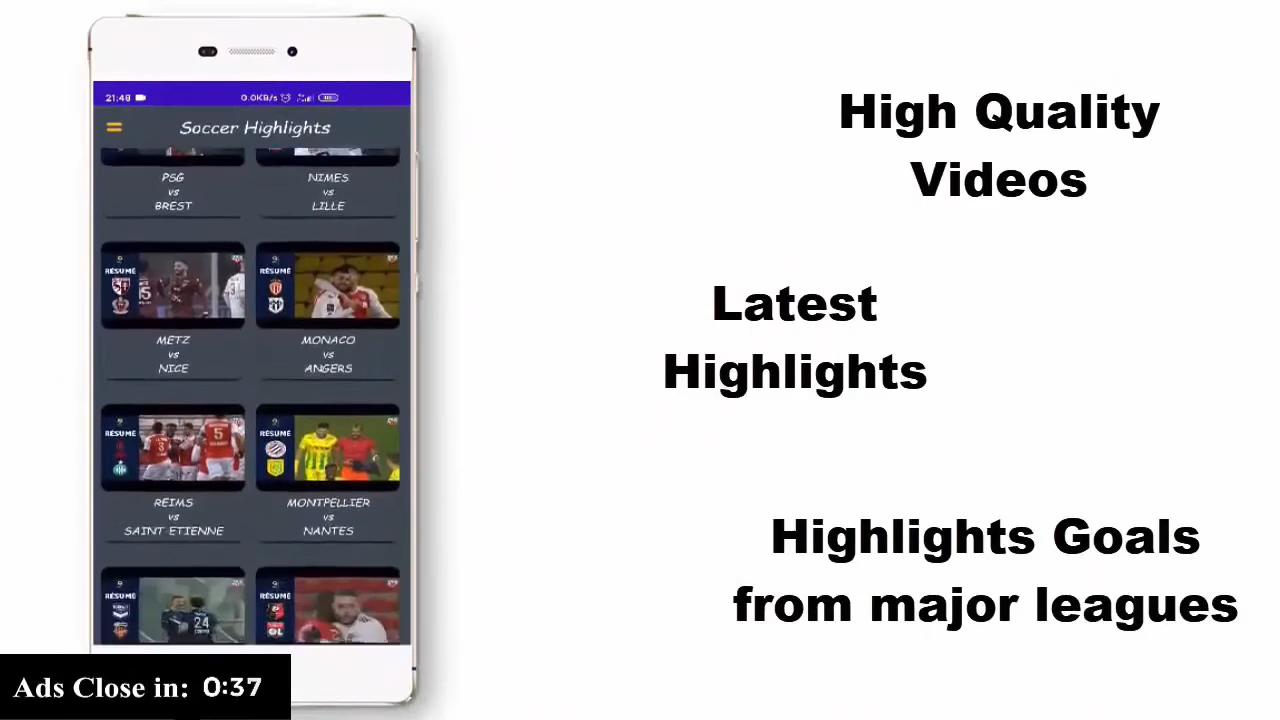 21:48
0.0KB/s
Soccer Highlights
PSG
vs
BREST
NIMES
vs
LILLE
RÉSUMÉ
METZ
vs
NICE
RÉSUMÉ
MONACO
vs
ANGERS
RÉSUMÉ
REIMS
vs
SAINT-ETIENNE
RÉSUMÉ
MONTPELLIER
vs
NANTES
RÉSUMÉ
24
RÉSUMÉ
High Quality
Videos
Latest
Highlights
Highlights Goals
from major leagues
Ads Close in: 0:37